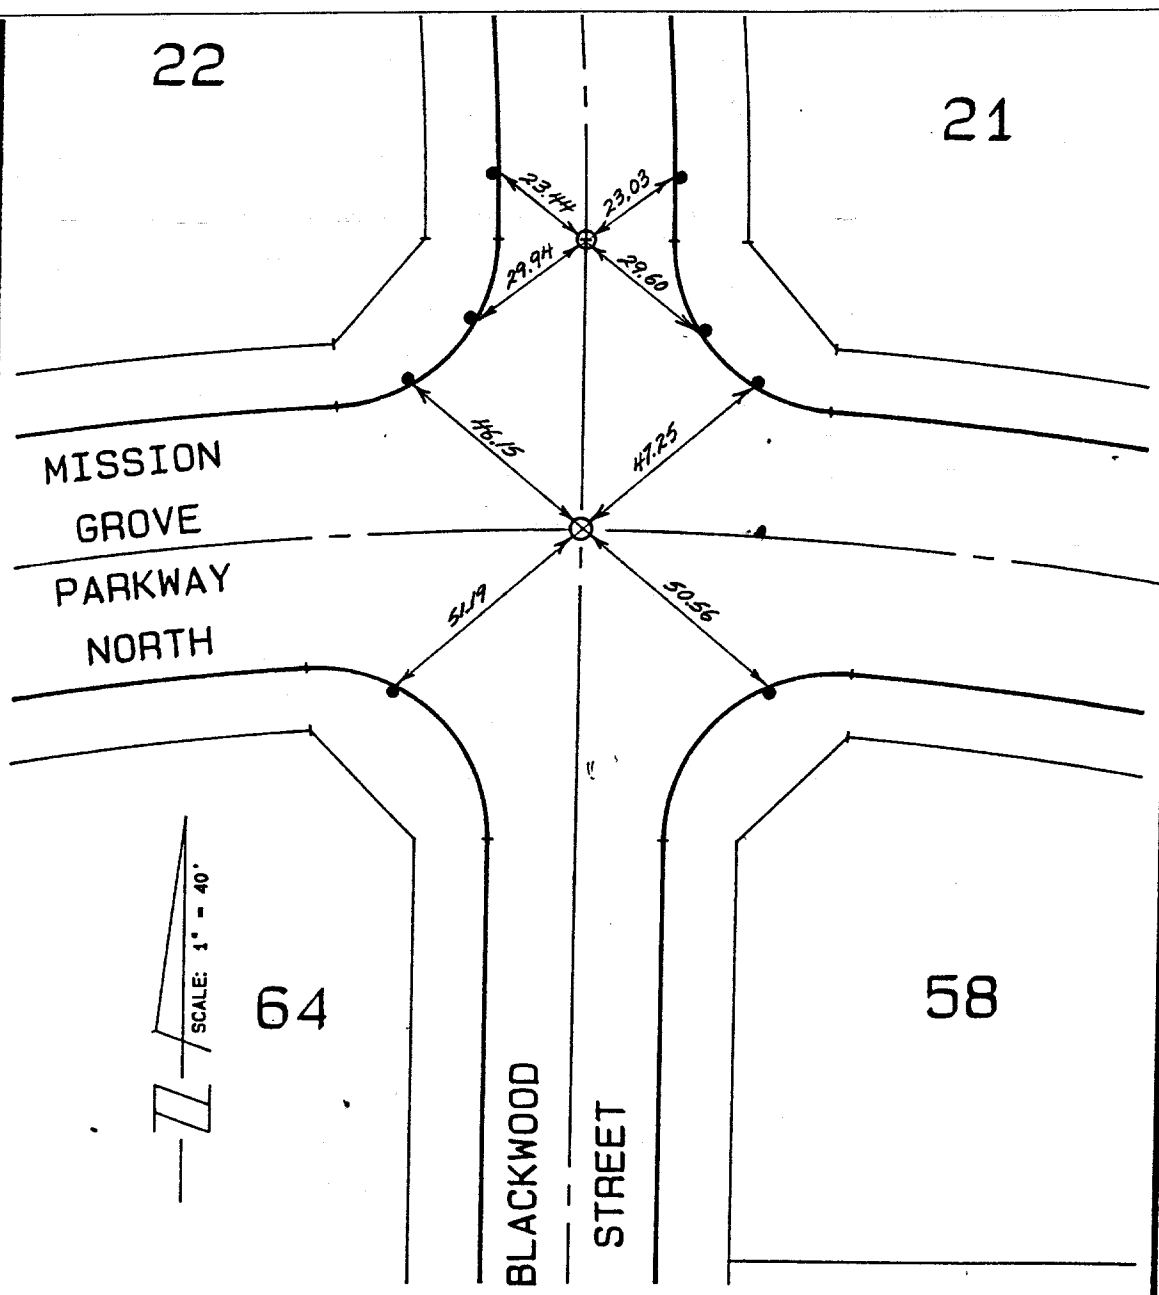 22
21
23.44
23.03
29.94
29.60
46.15
47.25
MISSION
GROVE
PARKWAY
NORTH
51.19
50.56
SCALE: 1" = 40'
64
58
BLACKWOOD
STREET